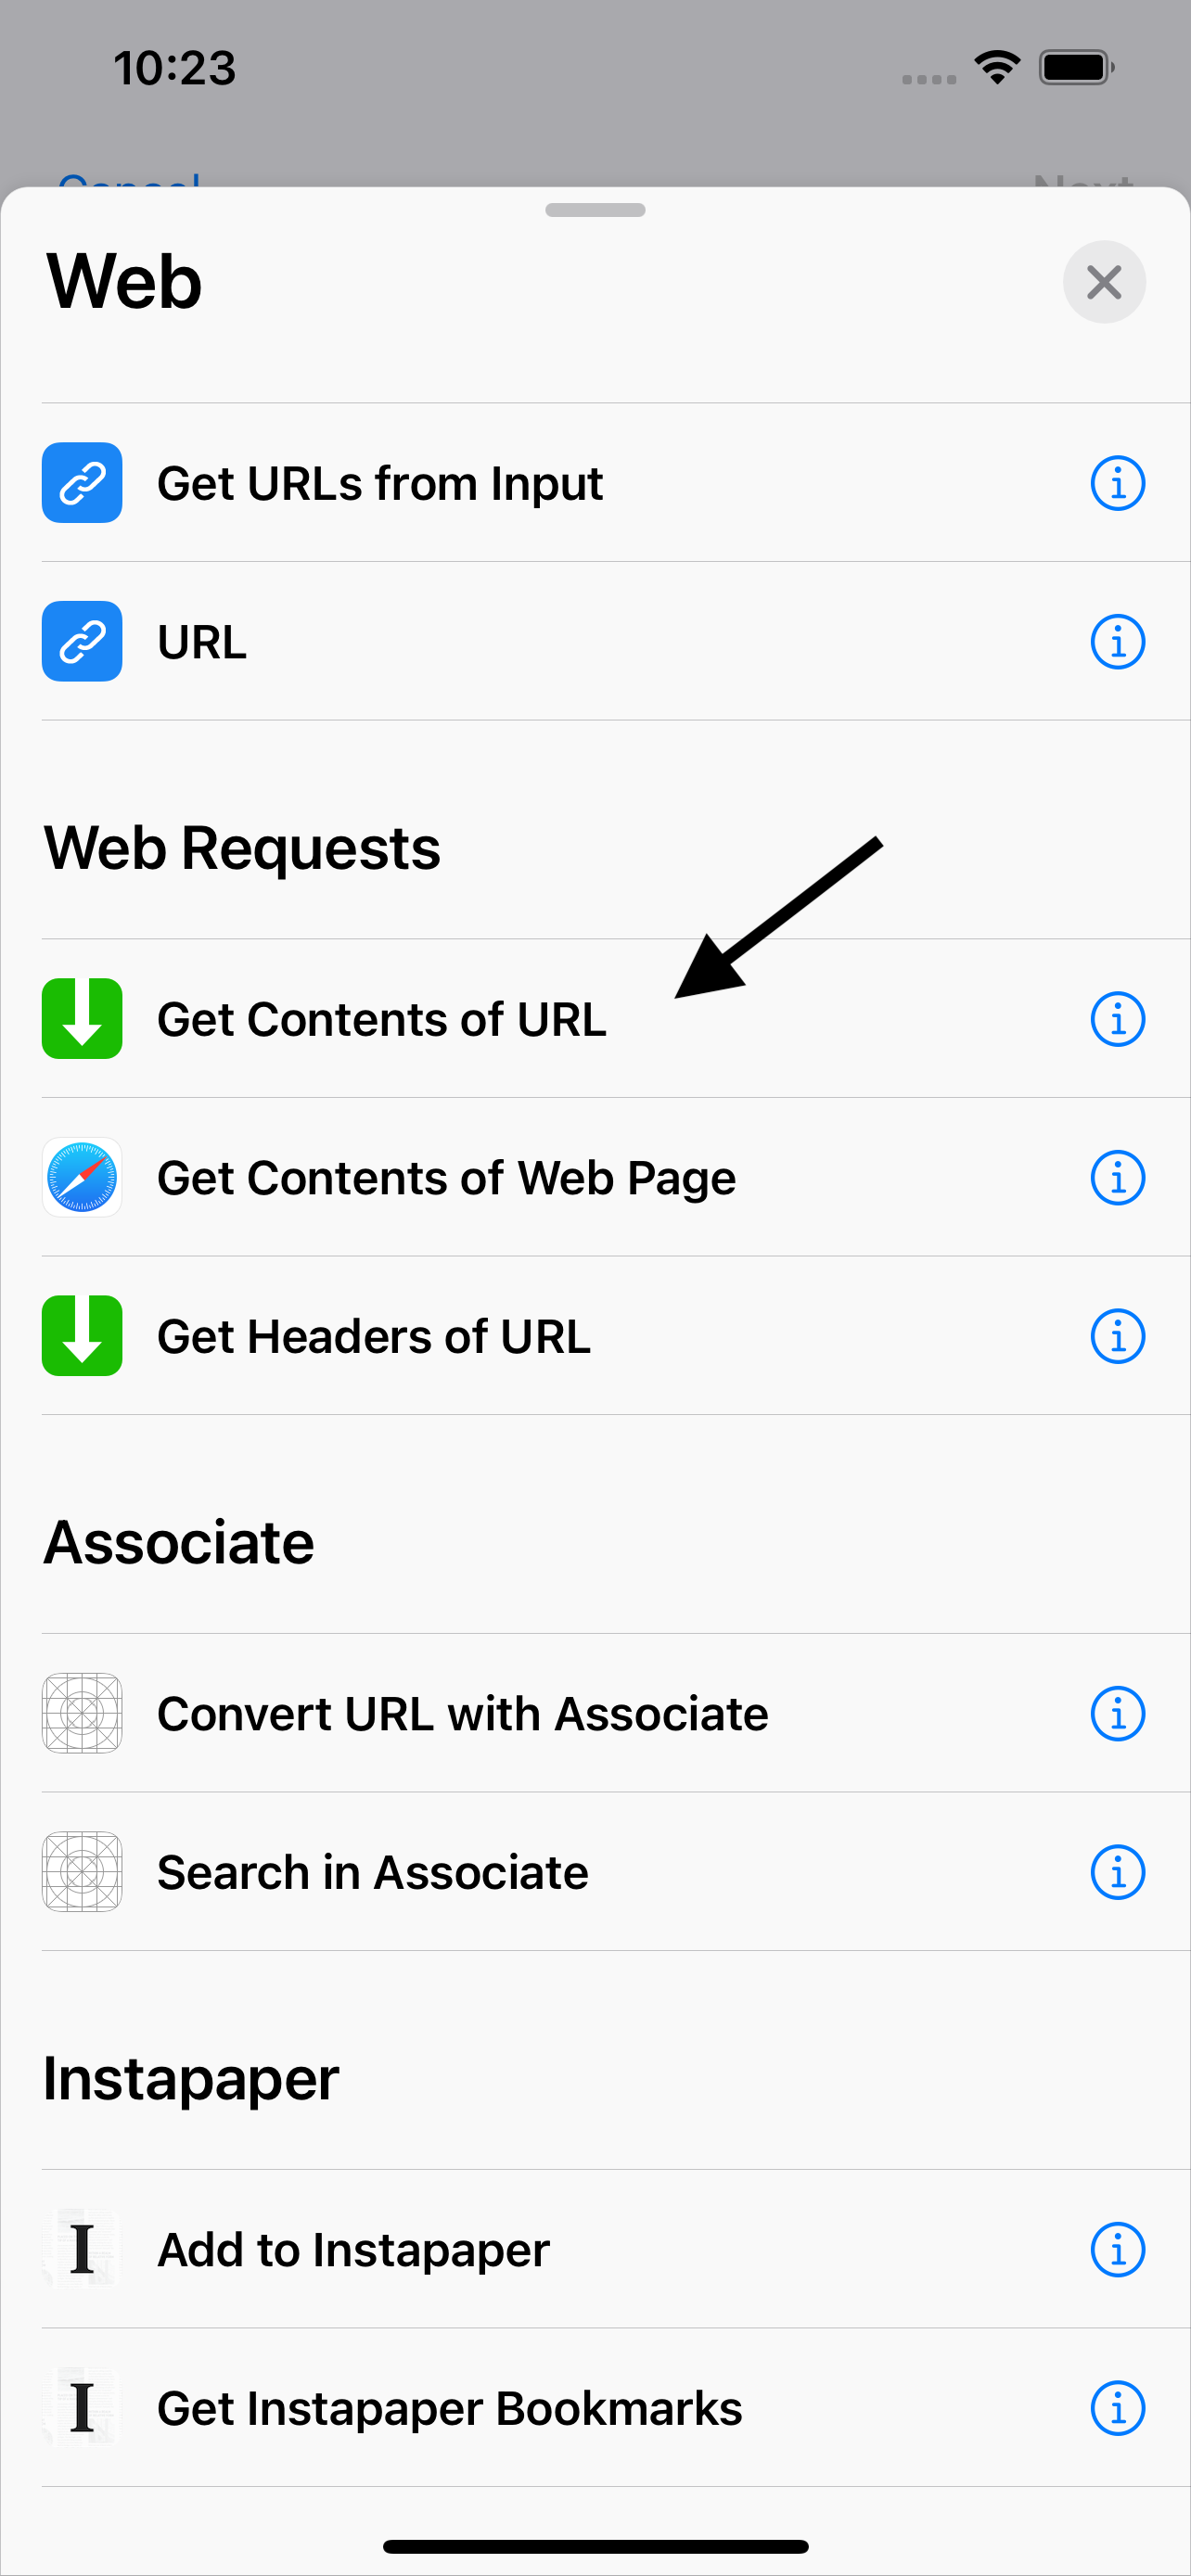 10:23
Cancel
Next
Web
Get URLs from Input
URL
Web Requests
Get Contents of URL
Get Contents of Web Page
Get Headers of URL
Associate
Convert URL with Associate
Search in Associate
Instapaper
I
Add to Instapaper
I
Get Instapaper Bookmarks